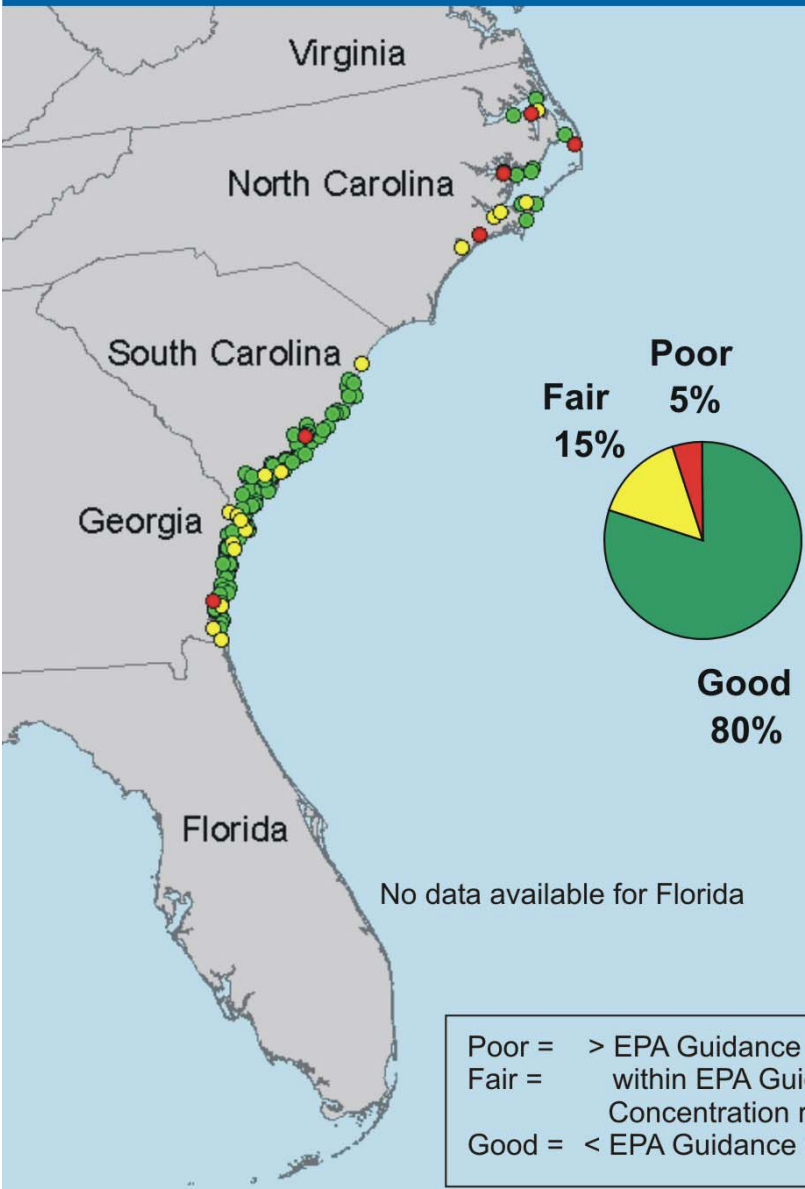 Virginia
North Carolina
South Carolina
Georgia
Florida
Poor
5%
Fair
15%
Good
80%
No data available for Florida
Poor = > EPA Guidance
Fair = within EPA
Concentration
Good = < EPA Guidance